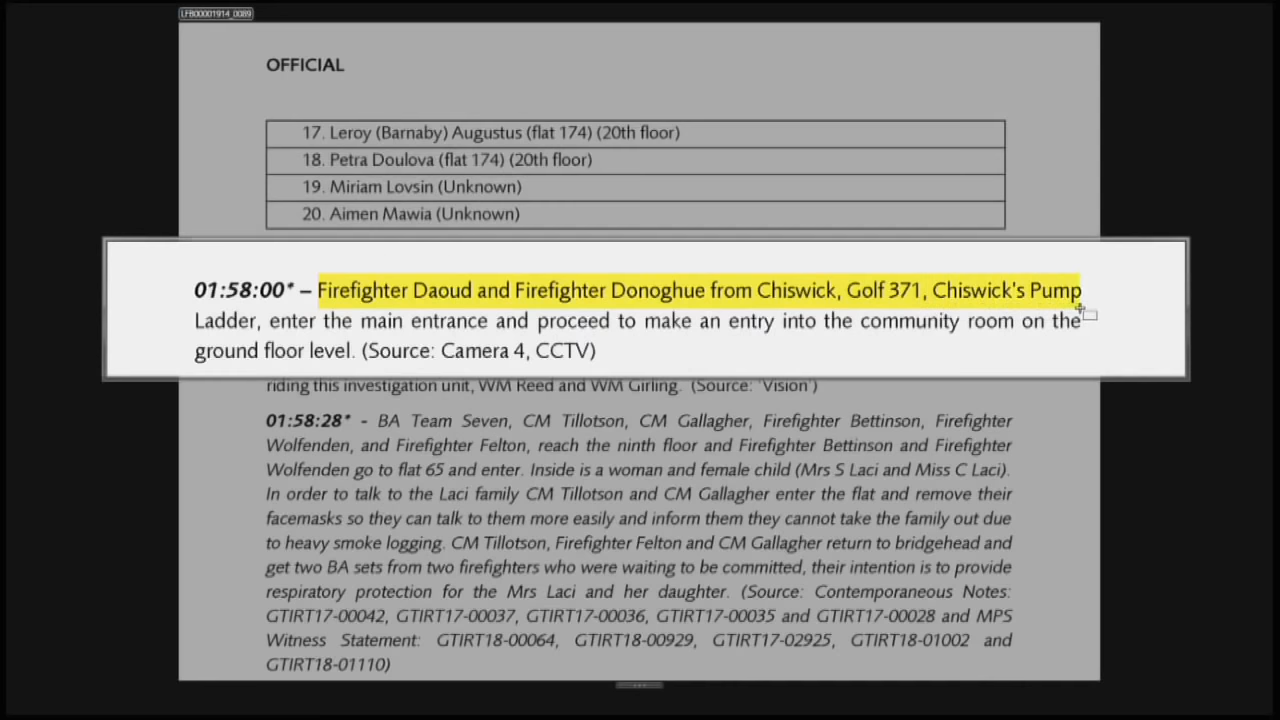 LFB00001914_0089
OFFICIAL
17. Leroy (Barnaby) Augustus (flat 174) (20th floor)
18. Petra Doulova (flat 174) (20th floor)
19. Miriam Lovsin (Unknown)
20. Aimen Mawia (Unknown)
01:58:00* – Firefighter Daoud and Firefighter Donoghue from Chiswick, Golf 371, Chiswick's Pump
Ladder, enter the main entrance and proceed to make an entry into the community room on the
ground floor level. (Source: Camera 4, CCTV)
riding this investigation unit, WM Reed and WM Girling. (Source: 'Vision')
01:58:28* - BA Team Seven, CM Tillotson, CM Gallagher, Firefighter Bettinson, Firefighter
Wolfenden, and Firefighter Felton, reach the ninth floor and Firefighter Bettinson and Firefighter
Wolfenden go to flat 65 and enter. Inside is a woman and female child (Mrs S Laci and Miss C Laci).
In order to talk to the Laci family CM Tillotson and CM Gallagher enter the flat and remove their
facemasks so they can talk to them more easily and inform them they cannot take the family out due
to heavy smoke logging. CM Tillotson, Firefighter Felton and CM Gallagher return to bridgehead and
get two BA sets from two firefighters who were waiting to be committed, their intention is to provide
respiratory protection for the Mrs Laci and her daughter. (Source: Contemporaneous Notes:
GTIRT17-00042, GTIRT17-00037, GTIRT17-00036, GTIRT17-00035 and GTIRT17-00028 and MPS
Witness Statement: GTIRT18-00064, GTIRT18-00929, GTIRT17-02925, GTIRT18-01002 and
GTIRT18-01110)